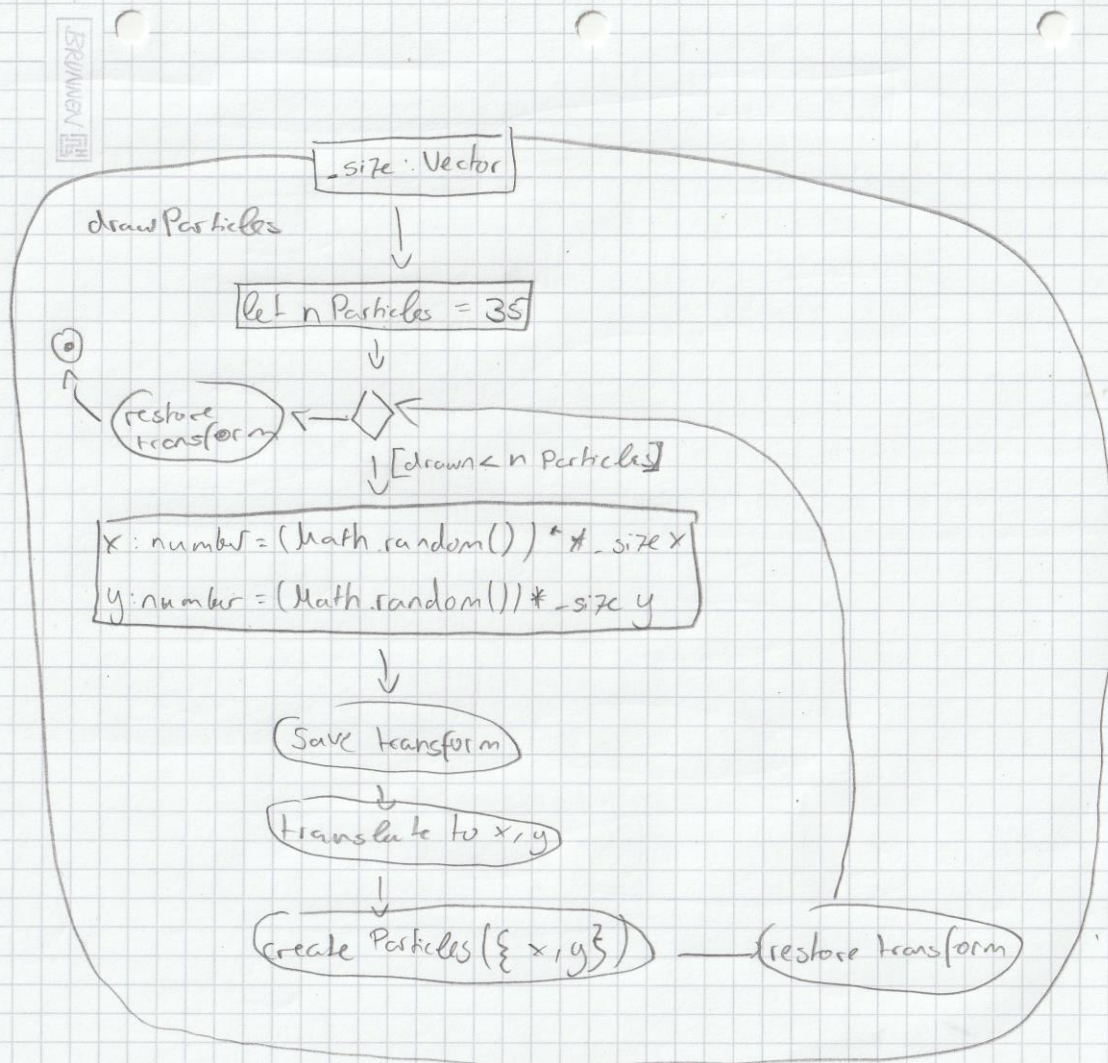 BRUNNEN
_size: Vector
drawParticles
let nParticles = 35
restore
transform
[drawn < nParticles]
x: number = (Math.random()) * _size x
y: number = (Math.random()) * _size y
Save transform
translate to x, y
create Particles ({ x, y })
restore transform